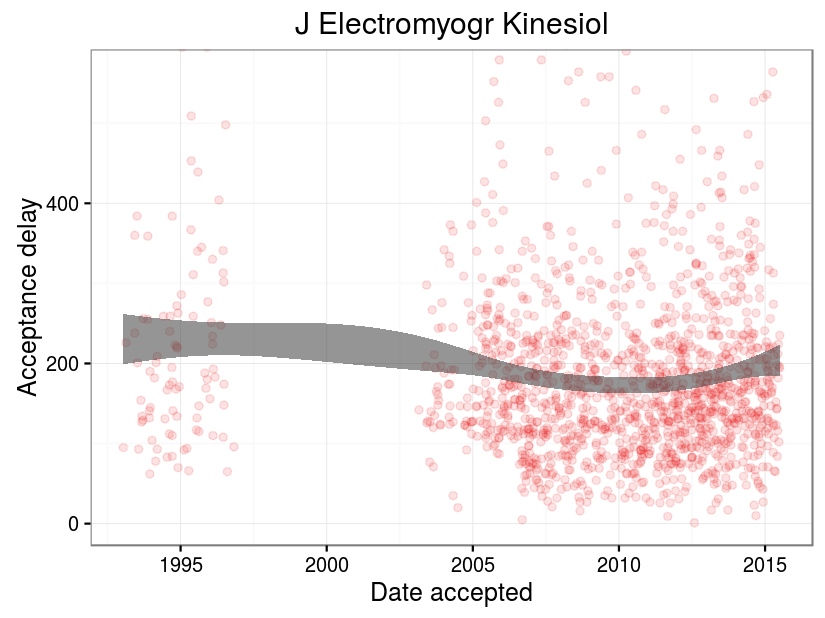 J Electromyogr Kinesiol
Acceptance delay
400
200
0
1995 2000 2005 2010 2015
Date accepted